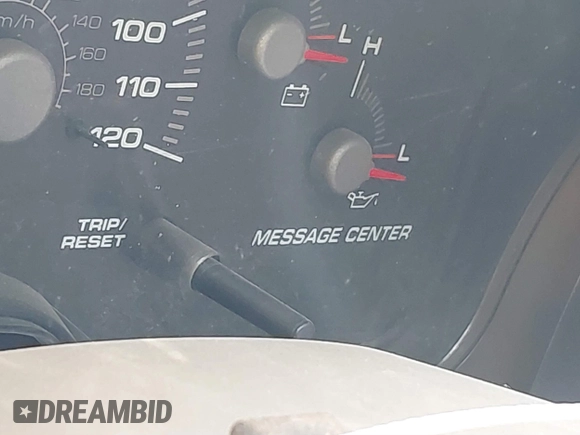 m/h
140
160
180
100
110
120
L
H
L
TRIP/
RESET
MESSAGE CENTER
DREAMBID